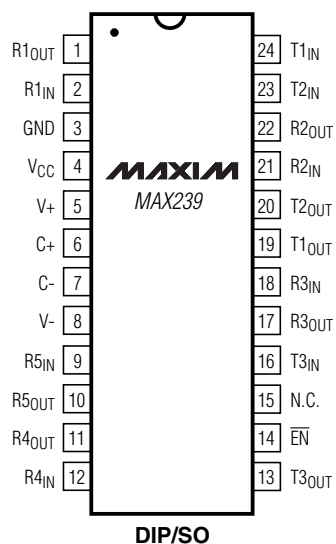 R1OUT 1 24 T1IN
R1IN 2 23 T2IN
GND 3 22 R2OUT
VCC 4 MAXIM 21 R2IN
V+ 5 MAX239 20 T2OUT
C+ 6 19 T1OUT
C- 7 18 R3IN
V- 8 17 R3OUT
R5IN 9 16 T3IN
R5OUT 10 15 N.C.
R4OUT 11 14 EN
R4IN 12 13 T3OUT
DIP/SO